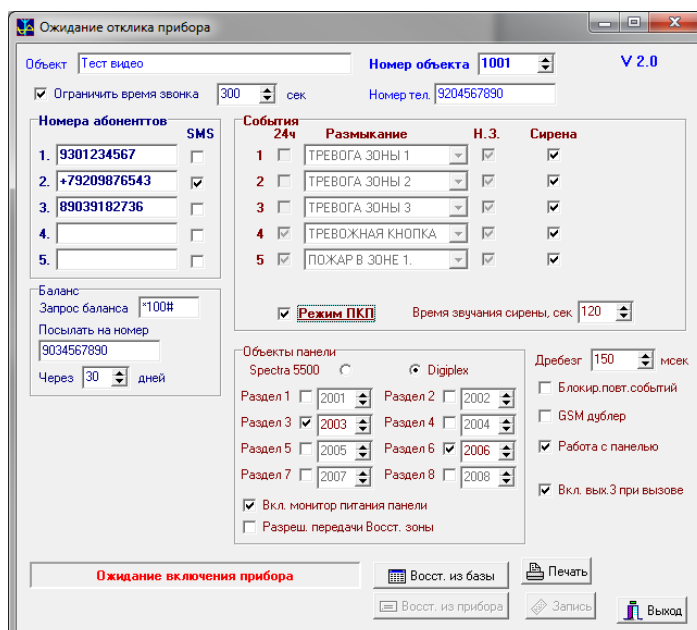 Ожидание отклика прибора
Объект Тест видео Номер объекта 1001 V 2.0
Ограничить время звонка 300 сек Номер тел. 9204567890
Номера абоненттов
SMS
1. 9301234567
2. +79209876543
3. 89039182736
4.
5.
События
24ч Размыкание Н.З. Сирена
1 ТРЕВОГА ЗОНЫ 1
2 ТРЕВОГА ЗОНЫ 2
3 ТРЕВОГА ЗОНЫ 3
4 ТРЕВОЖНАЯ КНОПКА
5 ПОЖАР В ЗОНЕ 1.
Режим ПКП Время звучания сирены, сек 120
Баланс
Запрос баланса *100#
Посылать на номер
9034567890
Через 30 дней
Объекты панели
Spectra 5500 Digiplex
Раздел 1 2001 Раздел 2 2002
Раздел 3 2003 Раздел 4 2004
Раздел 5 2005 Раздел 6 2006
Раздел 7 2007 Раздел 8 2008
Вкл. монитор питания панели
Разреш. передачи Восст. зоны
Дребезг 150 мсек
Блокир.повт.событий
GSM дублер
Работа с панелью
Вкл. вых.3 при вызове
Ожидание включения прибора
Восст. из базы Печать
Восст. из прибора Запись Выход